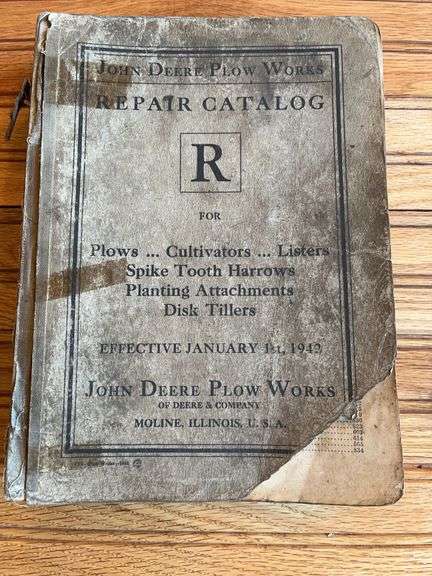 JOHN DEERE PLOW WORKS
REPAIR CATALOG
R
FOR
Plows ... Cultivators ... Listers
Spike Tooth Harrows
Planting Attachments
Disk Tillers
EFFECTIVE JANUARY 1st, 1942
JOHN DEERE PLOW WORKS
OF DEERE & COMPANY
MOLINE, ILLINOIS, U. S. A.